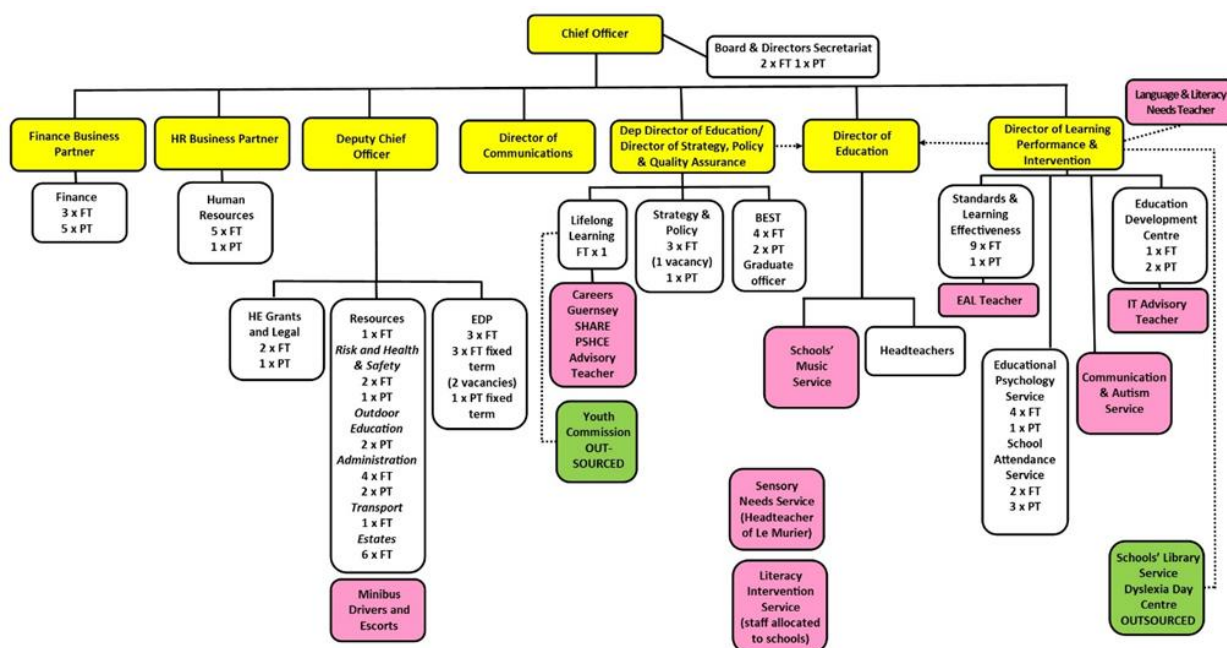 Chief Officer
Board & Directors Secretariat
2 x FT 1 x PT
Language & Literacy
Needs Teacher
Finance Business
Partner
HR Business Partner
Deputy Chief
Officer
Director of
Communications
Dep Director of Education/
Director of Strategy, Policy
& Quality Assurance
Director of
Education
Director of Learning
Performance &
Intervention
Finance
3 x FT
5 x PT
Human
Resources
5 x FT
1 x PT
Lifelong
Learning
FT x 1
Strategy &
Policy
3 x FT
(1 vacancy)
1 x PT
BEST
4 x FT
2 x PT
Graduate
officer
Standards &
Learning
Effectiveness
9 x FT
1 x PT
Education
Development
Centre
1 x FT
2 x PT
HE Grants
and Legal
2 x FT
1 x PT
Resources
1 x FT
Risk and Health
& Safety
2 x FT
1 x PT
Outdoor
Education
2 x PT
Administration
4 x FT
2 x PT
Transport
1 x FT
Estates
6 x FT
EDP
3 x FT
3 x FT fixed
term
(2 vacancies)
1 x PT fixed
term
Careers
Guernsey
SHARE
PSHCE
Advisory
Teacher
Schools'
Music
Service
Headteachers
EAL Teacher
IT Advisory
Teacher
Educational
Psychology
Service
4 x FT
1 x PT
School
Attendance
Service
2 x FT
3 x PT
Communication
& Autism
Service
Youth
Commission
OUT-
SOURCED
Sensory
Needs Service
(Headteacher
of Le Murier)
Literacy
Intervention
Service
(staff allocated
to schools)
Minibus
Drivers and
Escorts
Schools' Library
Service
Dyslexia Day
Centre
OUTSOURCED